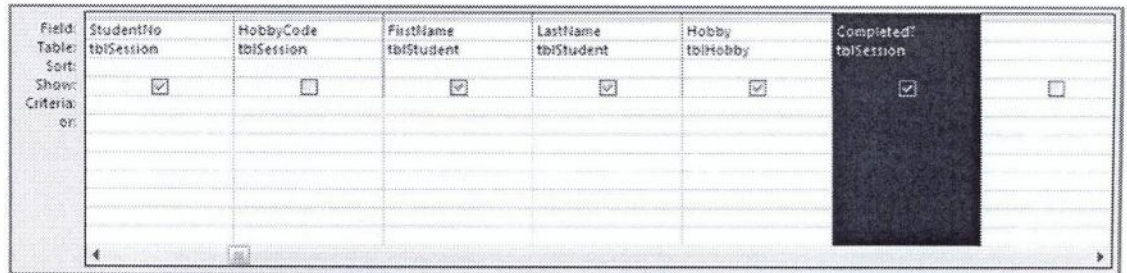 Field: StudentNo HobbyCode FirstName LastName Hobby Completed?
Table: tblSession tblSession tblStudent tblStudent tblHobby tblSession
Sort:
Show:
Criteria:
or: